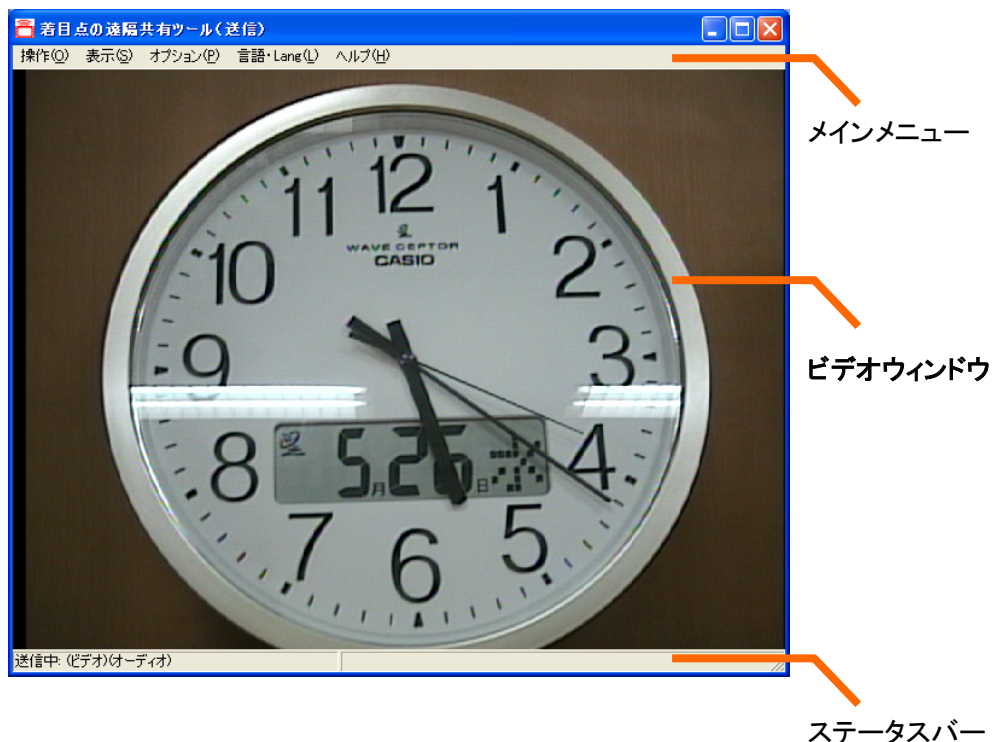 着目点の遠隔共有ツール(送信)
操作(O) 表示(S) オプション(P) 言語・Lang(L) ヘルプ(H)
メインメニュー
12
11
1
WAVE CEPTOR
CASIO
10
2
ビデオウィンドウ
9
3
8
5月26日 水
4
7
5
6
送信中: (ビデオ)(オーディオ)
ステータスバー